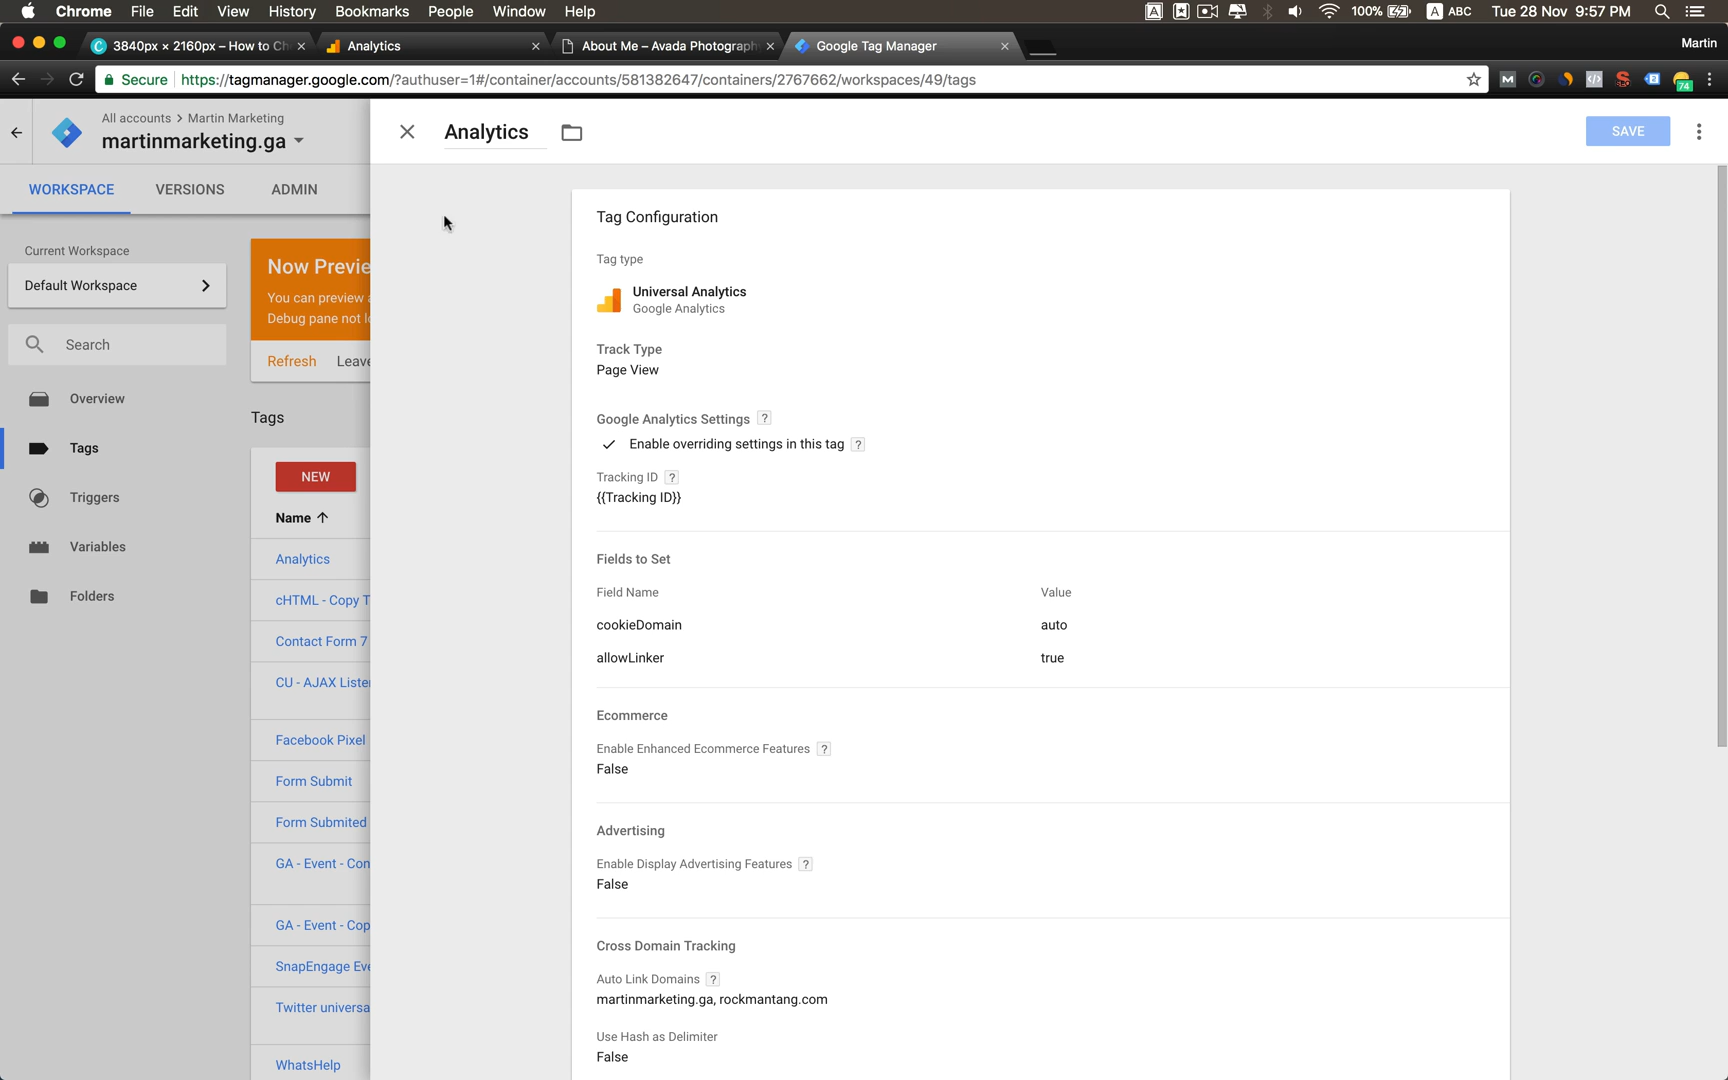 Chrome File Edit View History Bookmarks People Window Help 100% A ABC Tue 28 Nov 9:57 PM
3840px × 2160px – How to Ch Analytics About Me – Avada Photograph Google Tag Manager Martin
Secure https://tagmanager.google.com/?authuser=1#/container/accounts/581382647/containers/2767662/workspaces/49/tags 74
All accounts > Martin Marketing
martinmarketing.ga
Analytics
SAVE
WORKSPACE VERSIONS ADMIN
Current Workspace
Default Workspace
Search
Overview
Tags
Triggers
Variables
Folders
Now Previe
You can preview a
Debug pane not lo
Refresh Leave
Tags
NEW
Name
Analytics
cHTML - Copy T
Contact Form 7
CU - AJAX Listen
Facebook Pixel
Form Submit
Form Submited
GA - Event - Con
GA - Event - Cop
SnapEngage Eve
Twitter universa
WhatsHelp
Tag Configuration
Tag type
Universal Analytics
Google Analytics
Track Type
Page View
Google Analytics Settings ?
Enable overriding settings in this tag ?
Tracking ID ?
{{Tracking ID}}
Fields to Set
Field Name Value
cookieDomain auto
allowLinker true
Ecommerce
Enable Enhanced Ecommerce Features ?
False
Advertising
Enable Display Advertising Features ?
False
Cross Domain Tracking
Auto Link Domains ?
martinmarketing.ga, rockmantang.com
Use Hash as Delimiter
False